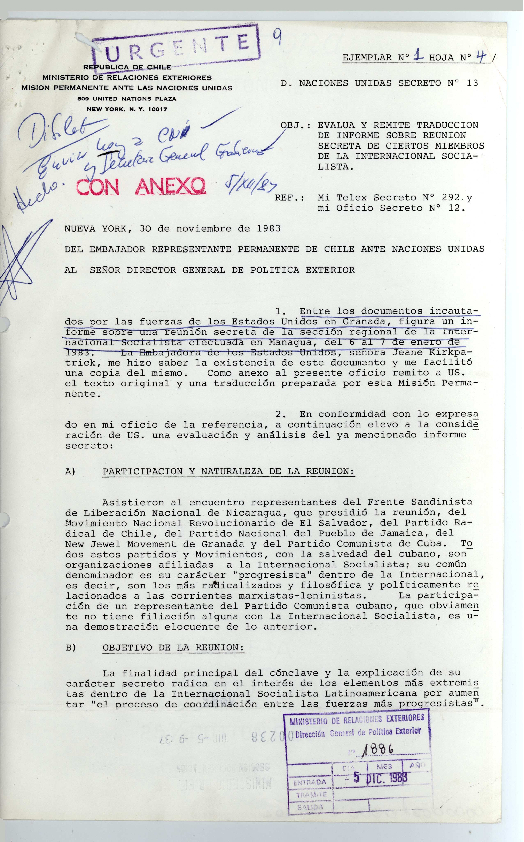 URGENTE
9
EJEMPLAR N° 1 HOJA N° 4 /
REPUBLICA DE CHILE
MINISTERIO DE RELACIONES EXTERIORES
MISION PERMANENTE ANTE LAS NACIONES UNIDAS
809 UNITED NATIONS PLAZA
NEW YORK, N. Y. 10017
D. NACIONES UNIDAS SECRETO N° 13
OBJ.: EVALUA Y REMITE TRADUCCION
DE INFORME SOBRE REUNION
SECRETA DE CIERTOS MIEMBROS
DE LA INTERNACIONAL SOCIA-
LISTA.
Enviar hoy a CNI
y Secretario General Gobierno
Hecho.
CON ANEXO
5/XII/83
REF.: Mi Telex Secreto N° 292 y
mi Oficio Secreto N° 12.
NUEVA YORK, 30 de noviembre de 1983
DEL EMBAJADOR REPRESENTANTE PERMANENTE DE CHILE ANTE NACIONES UNIDAS
AL SEÑOR DIRECTOR GENERAL DE POLITICA EXTERIOR
1. Entre los documentos incauta-
dos por las fuerzas de los Estados Unidos en Granada, figura un in-
forme sobre una reunión secreta de la sección regional de la Inter-
nacional Socialista efectuada en Managua, del 6 al 7 de enero de
1983. La Embajadora de los Estados Unidos, señora Jeane Kirkpa-
trick, me hizo saber la existencia de este documento y me facilitó
una copia del mismo. Como anexo al presente oficio remito a US.
el texto original y una traducción preparada por esta Misión Perma-
nente.
2. En conformidad con lo expresa
do en mi oficio de la referencia, a continuación elevo a la conside
ración de US. una evaluación y análisis del ya mencionado informe
secreto:
A) PARTICIPACION Y NATURALEZA DE LA REUNION:
Asistieron al encuentro representantes del Frente Sandinista
de Liberación Nacional de Nicaragua, que presidió la reunión, del
Movimiento Nacional Revolucionario de El Salvador, del Partido Ra-
dical de Chile, del Partido Nacional del Pueblo de Jamaica, del
New Jewel Movement de Granada y del Partido Comunista de Cuba. To
dos estos partidos y Movimientos, con la salvedad del cubano, son
organizaciones afiliadas a la Internacional Socialista; su común
denominador es su carácter "progresista" dentro de la Internacional,
es decir, son los más radicalizados y filosófica y políticamente re
lacionados a las corrientes marxistas-leninistas. La participa-
ción de un representante del Partido Comunista cubano, que obviamen
te no tiene filiación alguna con la Internacional Socialista, es u-
na demostración elocuente de lo anterior.
B) OBJETIVO DE LA REUNION:
La finalidad principal del cónclave y la explicación de su
carácter secreto radica en el interés de los elementos más extremis
tas dentro de la Internacional Socialista Latinoamericana por aumen
tar "el proceso de coordinación entre las fuerzas más progresistas".
MINISTERIO DE RELACIONES EXTERIORES
Dirección General de Política Exterior
1886
DIA MES AÑO
ENTRADA - 5 DIC. 1983
TRAMITE
SALIDA